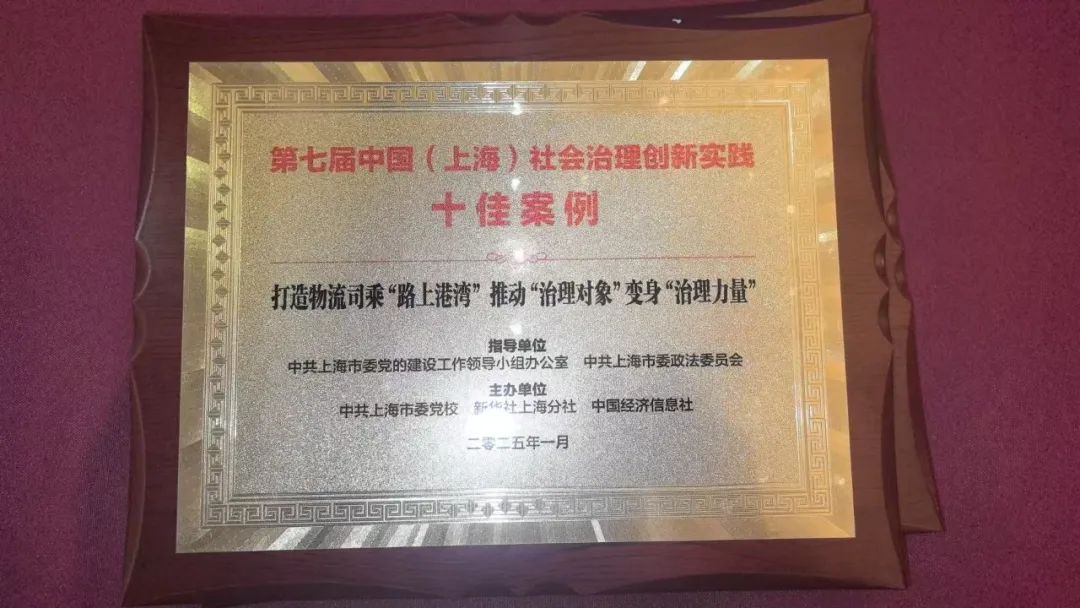 第七届中国（上海）社会治理创新实践
十佳案例
打造物流司乘“路上港湾” 推动“治理对象”变身“治理力量”
指导单位
中共上海市委党的建设工作领导小组办公室 中共上海市委政法委员会
主办单位
中共上海市委党校 新华社上海分社 中国经济信息社
二零二五年一月